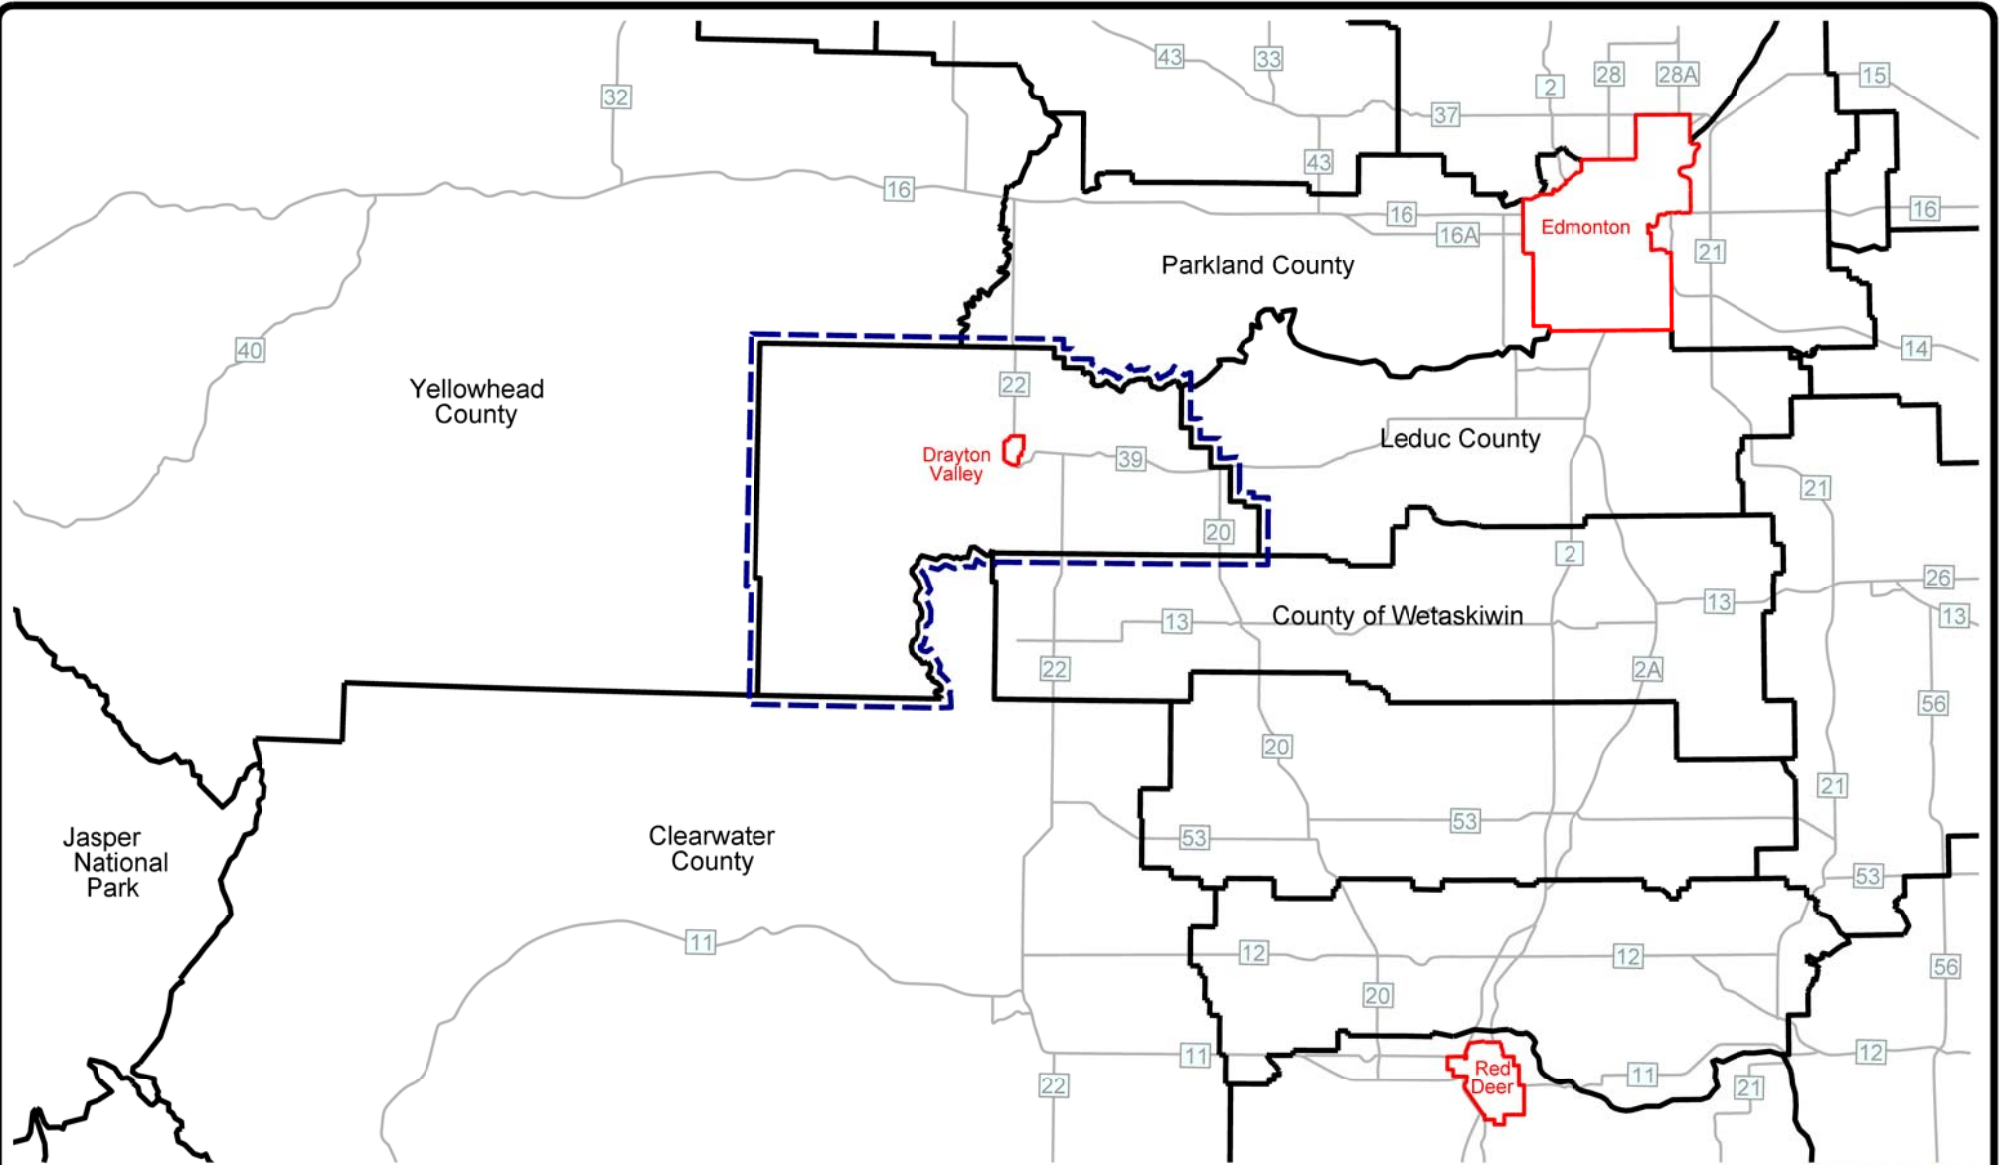 43
33
2
28
28A
15
32
37
43
16
16
16A
16
Edmonton
21
Parkland County
40
14
Yellowhead
County
22
Leduc County
Drayton
Valley
39
21
20
2
26
13
County of Wetaskiwin
13
13
22
2A
56
20
21
53
53
Jasper
National
Park
Clearwater
County
53
11
12
12
56
20
11
12
22
Red
Deer
11
21